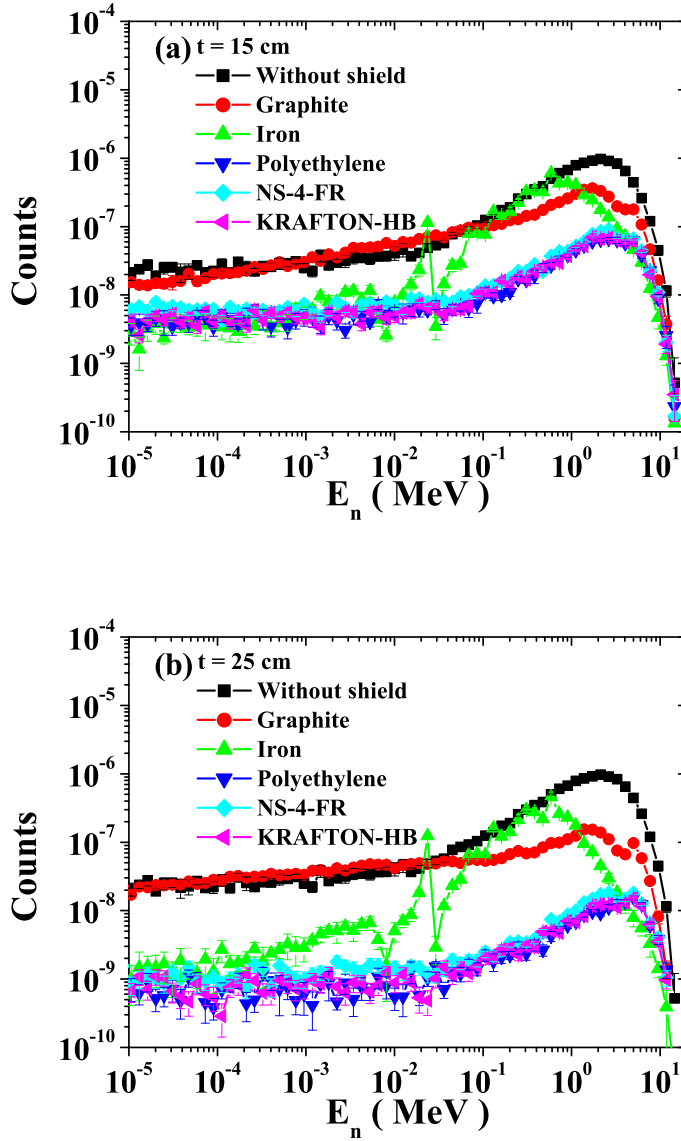 (a) t = 15 cm
Without shield
Graphite
Iron
Polyethylene
NS-4-FR
KRAFTON-HB
Counts
10^-4
10^-5
10^-6
10^-7
10^-8
10^-9
10^-10
10^-5 10^-4 10^-3 10^-2 10^-1 10^0 10^1
E_n ( MeV )
(b) t = 25 cm
Without shield
Graphite
Iron
Polyethylene
NS-4-FR
KRAFTON-HB
Counts
10^-4
10^-5
10^-6
10^-7
10^-8
10^-9
10^-10
10^-5 10^-4 10^-3 10^-2 10^-1 10^0 10^1
E_n ( MeV )